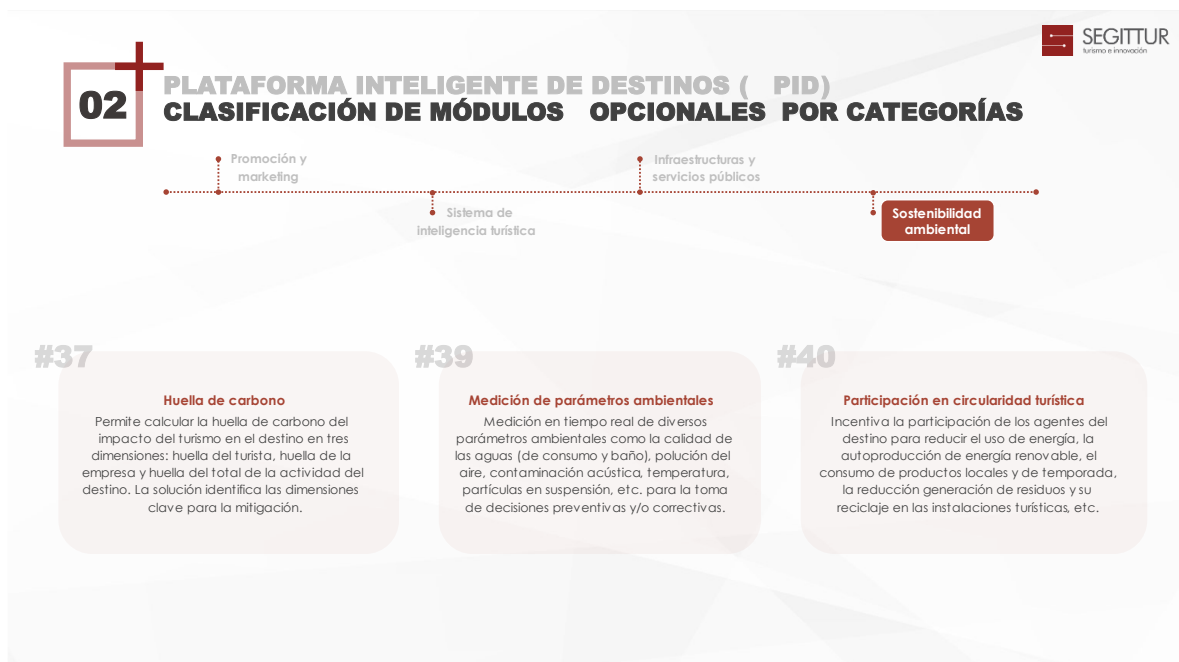 SEGITTUR
turismo e innovación
02
PLATAFORMA INTELIGENTE DE DESTINOS ( PID)
CLASIFICACIÓN DE MÓDULOS OPCIONALES POR CATEGORÍAS
Promoción y
marketing
Sistema de
inteligencia turística
Infraestructuras y
servicios públicos
Sostenibilidad
ambiental
#37
Huella de carbono
Permite calcular la huella de carbono del
impacto del turismo en el destino en tres
dimensiones: huella del turista, huella de la
empresa y huella del total de la actividad del
destino. La solución identifica las dimensiones
clave para la mitigación.
#39
Medición de parámetros ambientales
Medición en tiempo real de diversos
parámetros ambientales como la calidad de
las aguas (de consumo y baño), polución del
aire, contaminación acústica, temperatura,
partículas en suspensión, etc. para la toma
de decisiones preventivas y/o correctivas.
#40
Participación en circularidad turística
Incentiva la participación de los agentes del
destino para reducir el uso de energía, la
autoproducción de energía renovable, el
consumo de productos locales y de temporada,
la reducción generación de residuos y su
reciclaje en las instalaciones turísticas, etc.